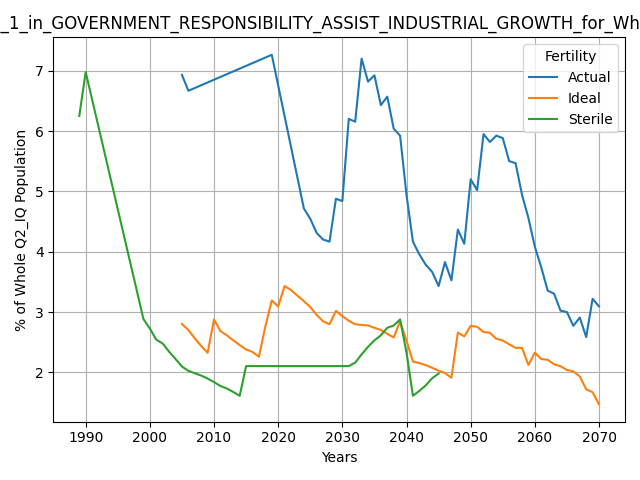 _1_in_GOVERNMENT_RESPONSIBILITY_ASSIST_INDUSTRIAL_GROWTH_for_Wh
Fertility
Actual
Ideal
Sterile
% of Whole Q2_IQ Population
7
6
5
4
3
2
1990 2000 2010 2020 2030 2040 2050 2060 2070
Years